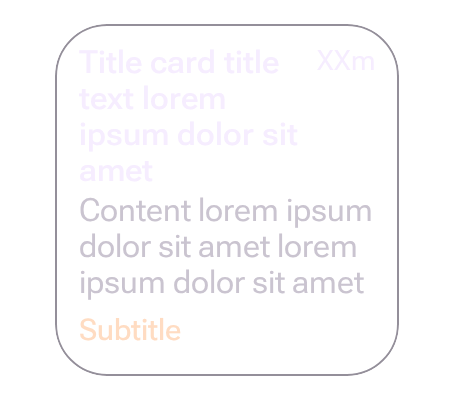 Title card title XXm
text lorem
ipsum dolor sit
amet
Content lorem ipsum
dolor sit amet lorem
ipsum dolor sit amet
Subtitle